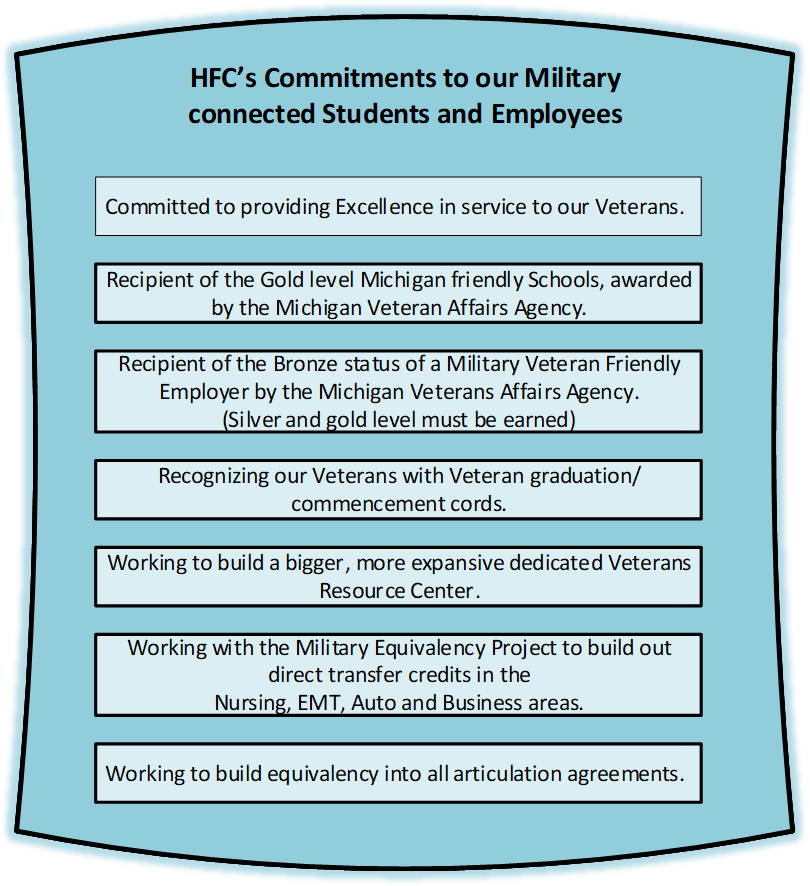 HFC’s Commitments to our Military
connected Students and Employees
Committed to providing Excellence in service to our Veterans.
Recipient of the Gold level Michigan friendly Schools, awarded
by the Michigan Veteran Affairs Agency.
Recipient of the Bronze status of a Military Veteran Friendly
Employer by the Michigan Veterans Affairs Agency.
(Silver and gold level must be earned)
Recognizing our Veterans with Veteran graduation/
commencement cords.
Working to build a bigger, more expansive dedicated Veterans
Resource Center.
Working with the Military Equivalency Project to build out
direct transfer credits in the
Nursing, EMT, Auto and Business areas.
Working to build equivalency into all articulation agreements.